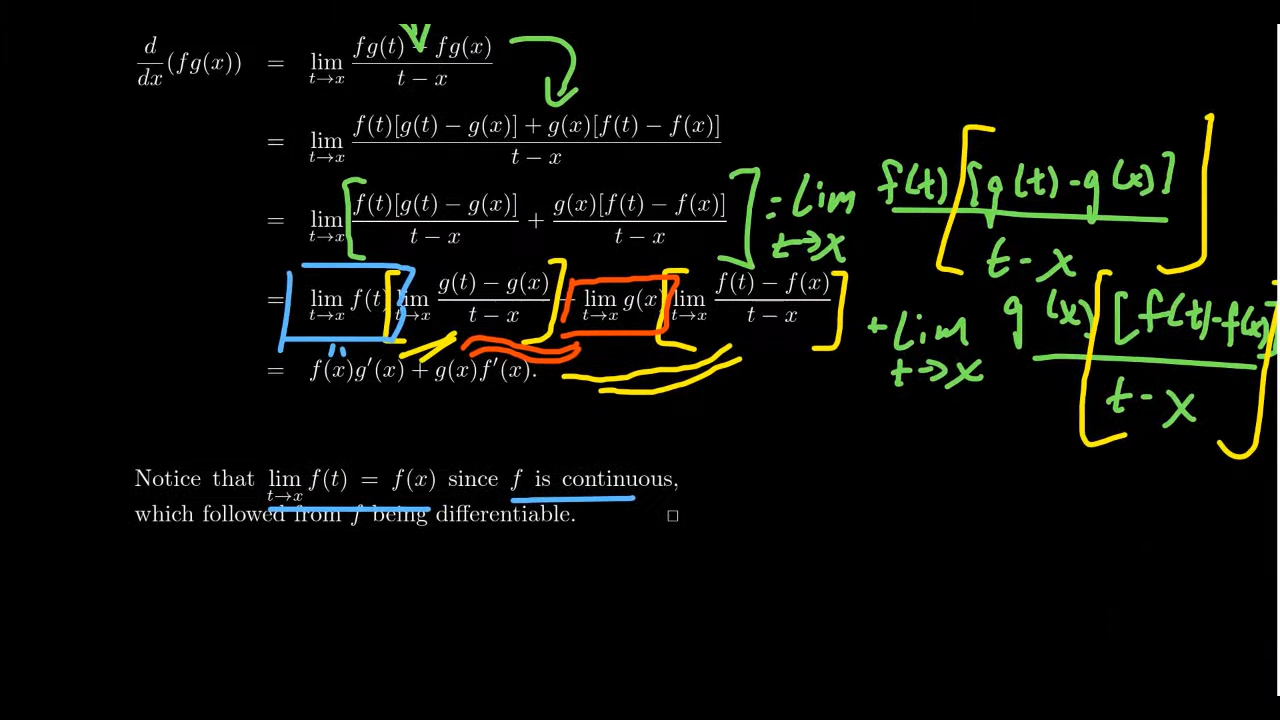 d/dx (fg(x)) = lim_{t→x} (fg(t) − fg(x))/(t − x)
= lim_{t→x} (f(t)[g(t) − g(x)] + g(x)[f(t) − f(x)])/(t − x)
= lim_{t→x} [ f(t)[g(t) − g(x)]/(t − x) + g(x)[f(t) − f(x)]/(t − x) ] = lim_{t→x} f(t)[g(t) - g(x)]/(t - x)
= lim_{t→x} f(t) [lim_{t→x} (g(t) − g(x))/(t − x)] + lim_{t→x} g(x) [lim_{t→x} (f(t) − f(x))/(t − x)]
+ lim_{t→x} g(x) [f(t) - f(x)]/(t - x)
= f(x)g′(x) + g(x)f′(x).
Notice that lim_{t→x} f(t) = f(x) since f is continuous,
which followed from f being differentiable. □